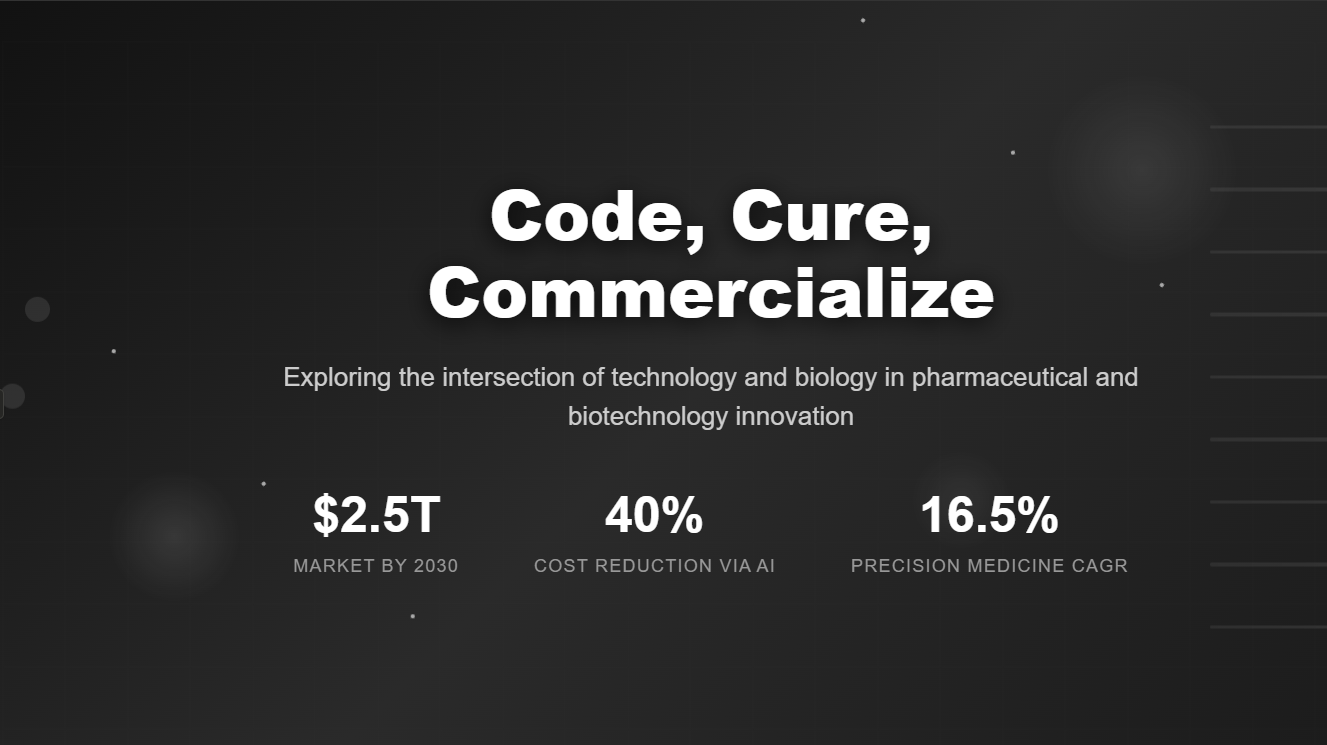 Code, Cure,
Commercialize
Exploring the intersection of technology and biology in pharmaceutical and
biotechnology innovation
$2.5T
MARKET BY 2030
40%
COST REDUCTION VIA AI
16.5%
PRECISION MEDICINE CAGR